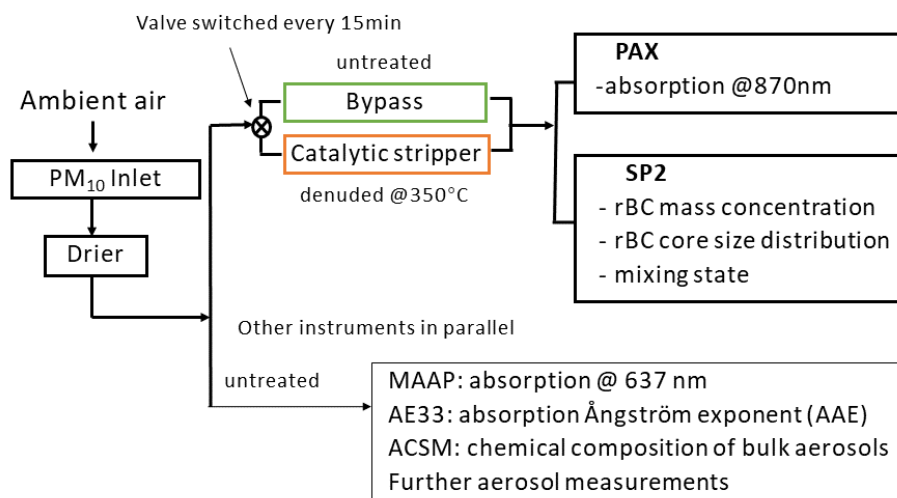 Valve switched every 15min
untreated
PAX
-absorption @870nm
Ambient air
Bypass
Catalytic stripper
PM₁₀ Inlet
denuded @350°C
SP2
- rBC mass concentration
- rBC core size distribution
- mixing state
Drier
Other instruments in parallel
untreated
MAAP: absorption @ 637 nm
AE33: absorption Ångström exponent (AAE)
ACSM: chemical composition of bulk aerosols
Further aerosol measurements